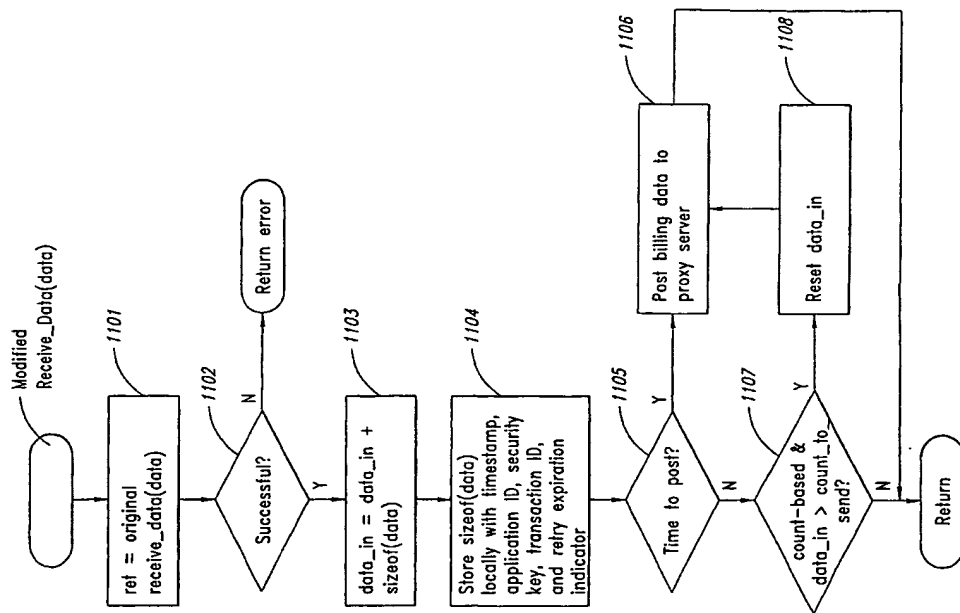 Modified
Receive_Data(data)
1101
ret = original
receive_data(data)
1102
Successful?
N
Return error
Y
1103
data_in = data_in +
sizeof(data)
1104
Store sizeof(data)
locally with timestamp,
application ID, security
key, transaction ID,
and retry expiration
indicator
1105
Time to post?
Y
1106
Post billing data to
proxy server
N
1107
count-based &
data_in > count_to_
send?
Y
1108
Reset data_in
N
Return